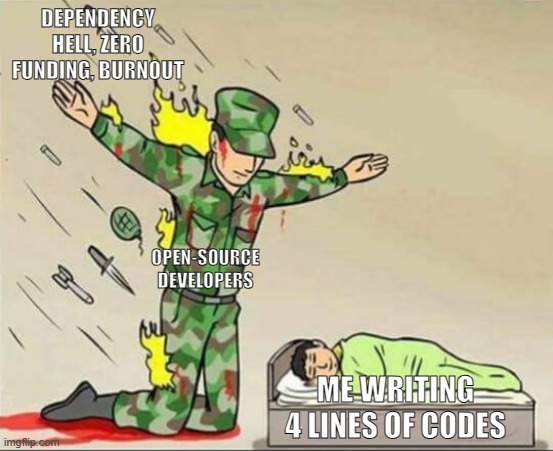 DEPENDENCY
HELL, ZERO
FUNDING, BURNOUT
OPEN-SOURCE
DEVELOPERS
ME WRITING
4 LINES OF CODES
imgflip.com